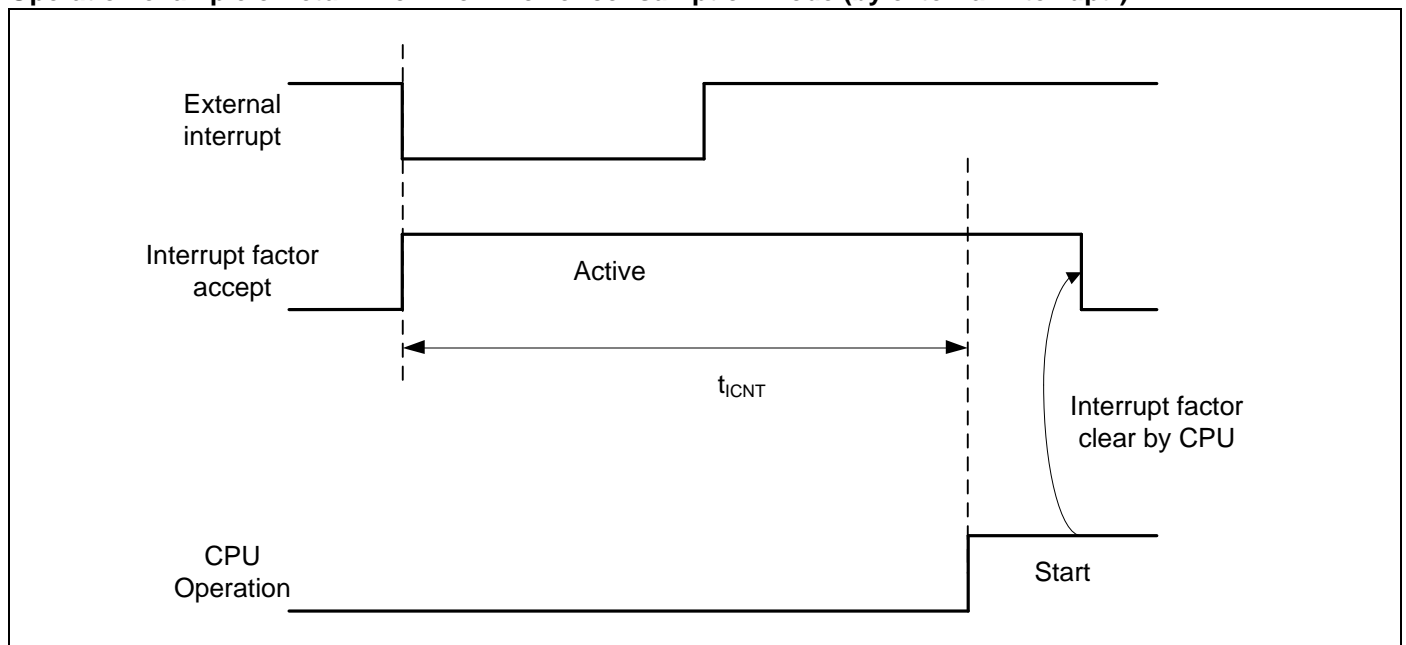 External
interrupt
Interrupt factor
accept
Active
tICNT
Interrupt factor
clear by CPU
CPU
Operation
Start